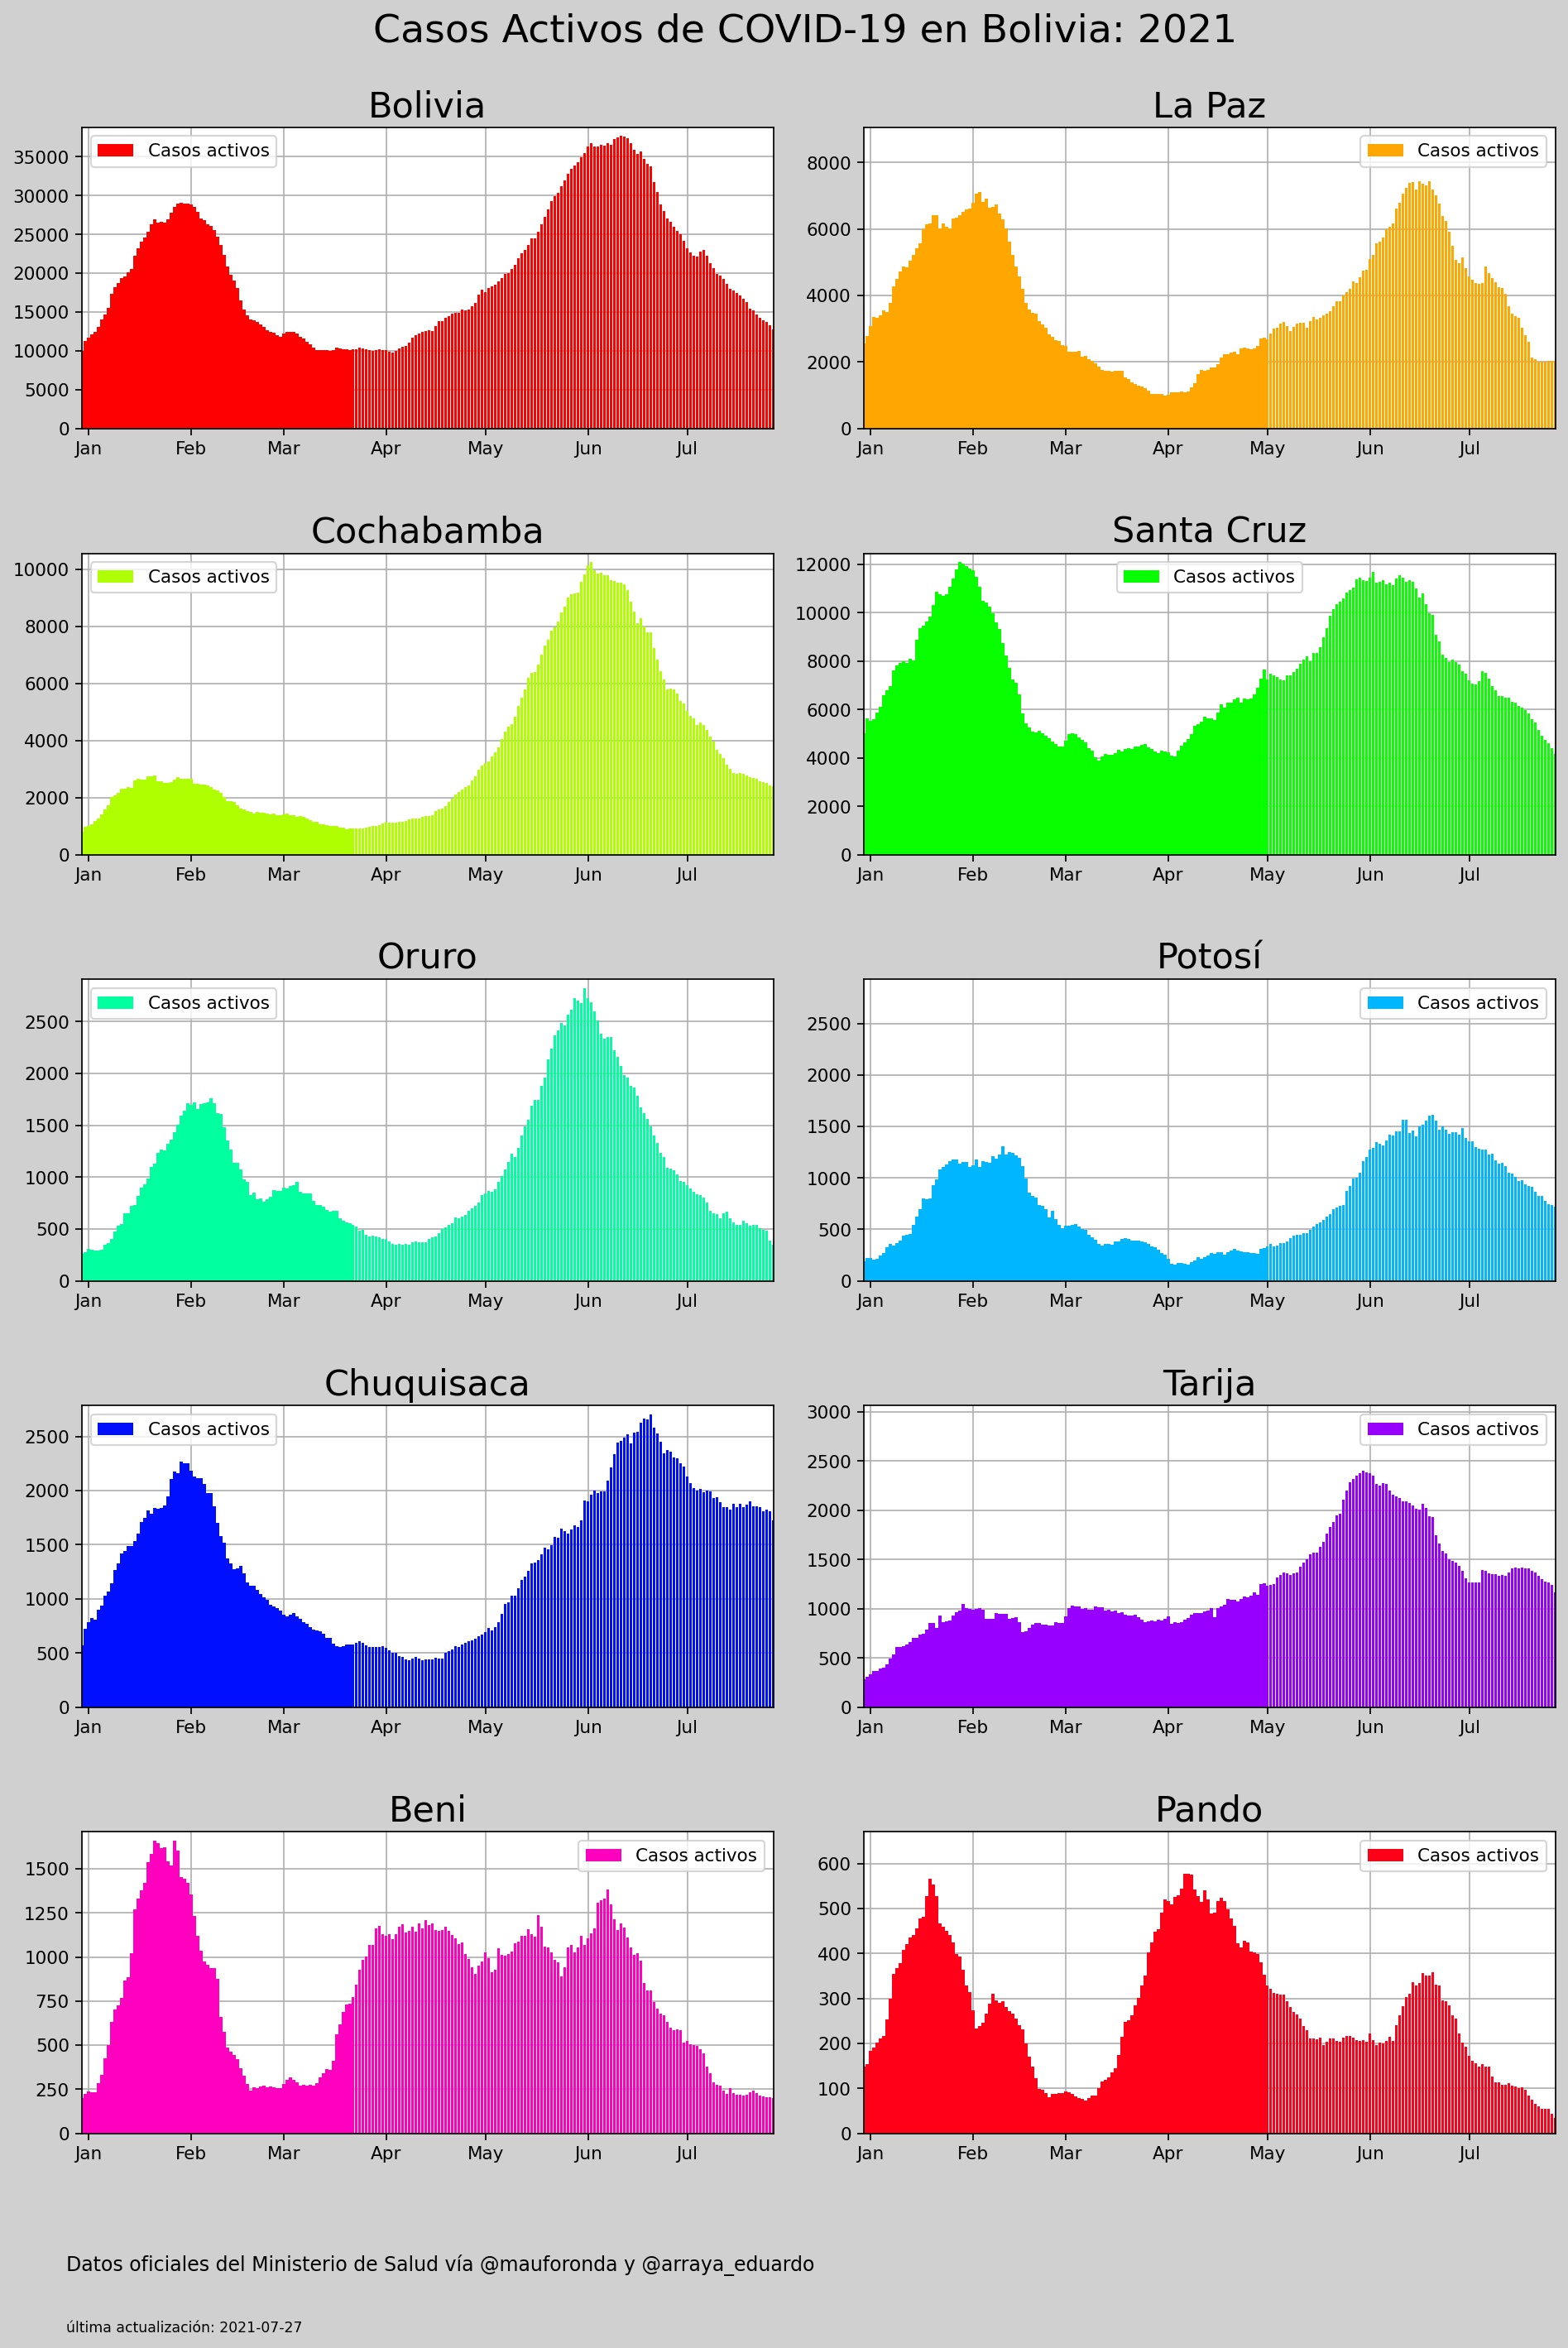 Casos Activos de COVID-19 en Bolivia: 2021
Bolivia
Casos activos
35000
30000
25000
20000
15000
10000
5000
0
Jan Feb Mar Apr May Jun Jul
La Paz
Casos activos
8000
6000
4000
2000
0
Jan Feb Mar Apr May Jun Jul
Cochabamba
Casos activos
10000
8000
6000
4000
2000
0
Jan Feb Mar Apr May Jun Jul
Santa Cruz
Casos activos
12000
10000
8000
6000
4000
2000
0
Jan Feb Mar Apr May Jun Jul
Oruro
Casos activos
2500
2000
1500
1000
500
0
Jan Feb Mar Apr May Jun Jul
Potosí
Casos activos
2500
2000
1500
1000
500
0
Jan Feb Mar Apr May Jun Jul
Chuquisaca
Casos activos
2500
2000
1500
1000
500
0
Jan Feb Mar Apr May Jun Jul
Tarija
Casos activos
3000
2500
2000
1500
1000
500
0
Jan Feb Mar Apr May Jun Jul
Beni
Casos activos
1500
1250
1000
750
500
250
0
Jan Feb Mar Apr May Jun Jul
Pando
Casos activos
600
500
400
300
200
100
0
Jan Feb Mar Apr May Jun Jul
Datos oficiales del Ministerio de Salud vía @mauforonda y @arraya_eduardo
última actualización: 2021-07-27